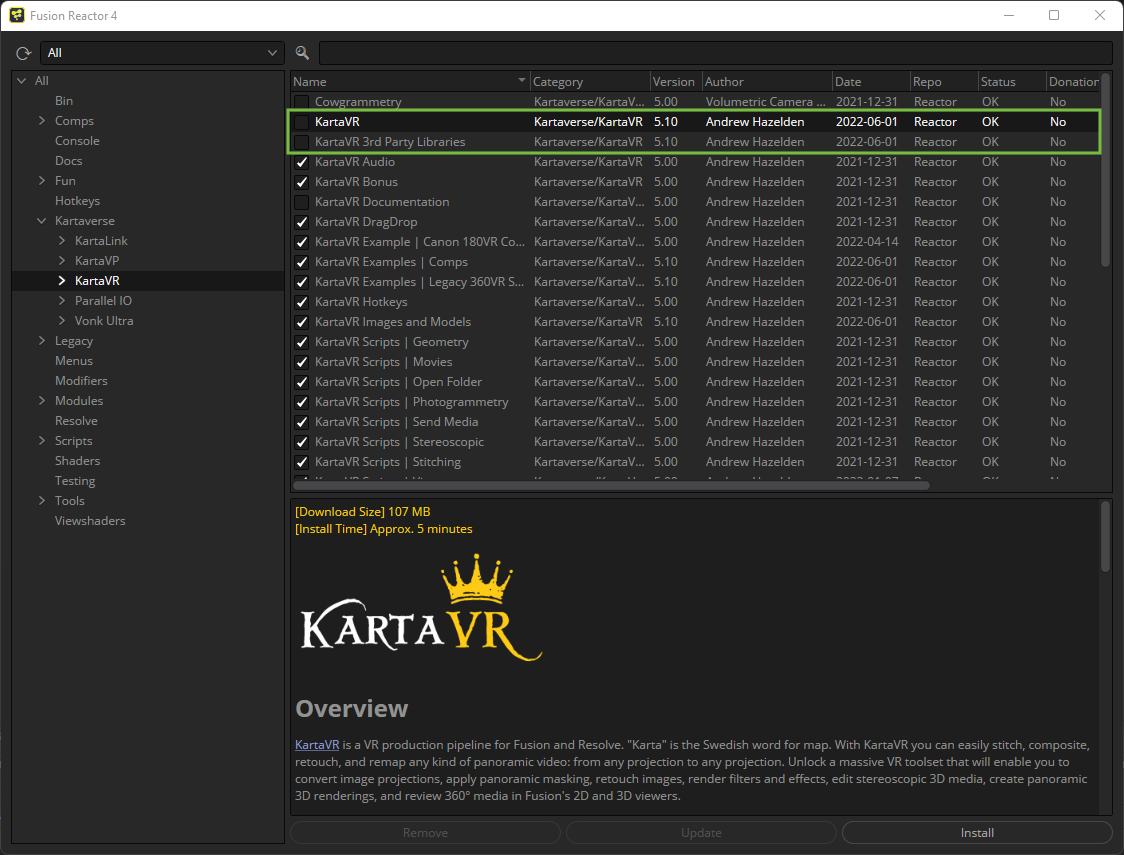 Fusion Reactor 4
All
All
Bin
Comps
Console
Docs
Fun
Hotkeys
Kartaverse
KartaLink
KartaVP
KartaVR
Parallel IO
Vonk Ultra
Legacy
Menus
Modifiers
Modules
Resolve
Scripts
Shaders
Testing
Tools
Viewshaders
Name Category Version Author Date Repo Status Donation
Cowgrammetry Kartaverse/KartaV... 5.00 Volumetric Camera ... 2021-12-31 Reactor OK No
KartaVR Kartaverse/KartaVR 5.10 Andrew Hazelden 2022-06-01 Reactor OK No
KartaVR 3rd Party Libraries Kartaverse/KartaVR 5.10 Andrew Hazelden 2022-06-01 Reactor OK No
KartaVR Audio Kartaverse/KartaVR 5.00 Andrew Hazelden 2021-12-31 Reactor OK No
KartaVR Bonus Kartaverse/KartaVR 5.00 Andrew Hazelden 2021-12-31 Reactor OK No
KartaVR Documentation Kartaverse/KartaV... 5.00 Andrew Hazelden 2021-12-31 Reactor OK No
KartaVR DragDrop Kartaverse/KartaV... 5.00 Andrew Hazelden 2021-12-31 Reactor OK No
KartaVR Example | Canon 180VR Co... Kartaverse/KartaV... 5.00 Andrew Hazelden 2022-04-14 Reactor OK No
KartaVR Examples | Comps Kartaverse/KartaV... 5.10 Andrew Hazelden 2022-06-01 Reactor OK No
KartaVR Examples | Legacy 360VR S... Kartaverse/KartaV... 5.10 Andrew Hazelden 2022-06-01 Reactor OK No
KartaVR Hotkeys Kartaverse/KartaV... 5.00 Andrew Hazelden 2021-12-31 Reactor OK No
KartaVR Images and Models Kartaverse/KartaVR 5.10 Andrew Hazelden 2022-06-01 Reactor OK No
KartaVR Scripts | Geometry Kartaverse/KartaV... 5.00 Andrew Hazelden 2021-12-31 Reactor OK No
KartaVR Scripts | Movies Kartaverse/KartaV... 5.00 Andrew Hazelden 2021-12-31 Reactor OK No
KartaVR Scripts | Open Folder Kartaverse/KartaV... 5.00 Andrew Hazelden 2021-12-31 Reactor OK No
KartaVR Scripts | Photogrammetry Kartaverse/KartaV... 5.00 Andrew Hazelden 2021-12-31 Reactor OK No
KartaVR Scripts | Send Media Kartaverse/KartaV... 5.00 Andrew Hazelden 2021-12-31 Reactor OK No
KartaVR Scripts | Stereoscopic Kartaverse/KartaV... 5.00 Andrew Hazelden 2021-12-31 Reactor OK No
KartaVR Scripts | Stitching Kartaverse/KartaV... 5.00 Andrew Hazelden 2021-12-31 Reactor OK No
[Download Size] 107 MB
[Install Time] Approx. 5 minutes
KARTAVR
Overview
KartaVR is a VR production pipeline for Fusion and Resolve. "Karta" is the Swedish word for map. With KartaVR you can easily stitch, composite,
retouch, and remap any kind of panoramic video: from any projection to any projection. Unlock a massive VR toolset that will enable you to
convert image projections, apply panoramic masking, retouch images, render filters and effects, edit stereoscopic 3D media, create panoramic
3D renderings, and review 360° media in Fusion's 2D and 3D viewers.
Remove Update Install